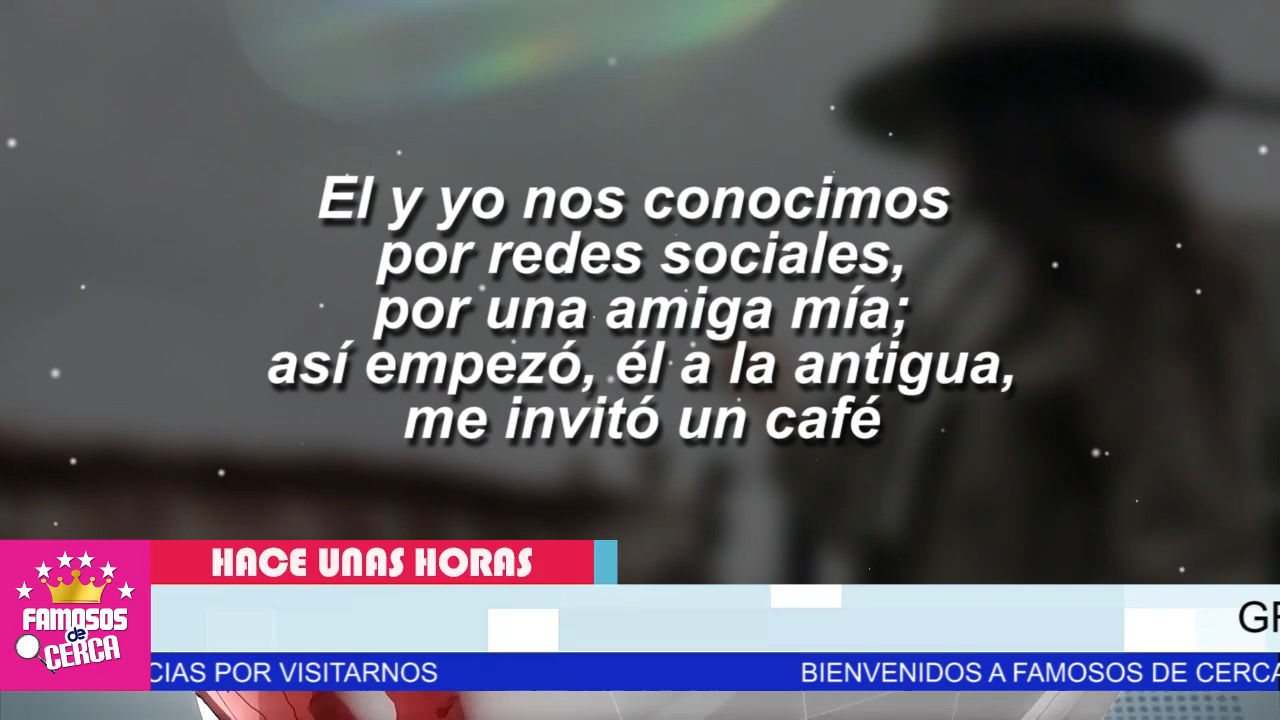 El y yo nos conocimos
por redes sociales,
por una amiga mía;
así empezó, él a la antigua,
me invitó un café
HACE UNAS HORAS
FAMOSOS
de
CERCA
CIAS POR VISITARNOS
BIENVENIDOS A FAMOSOS DE CERCA